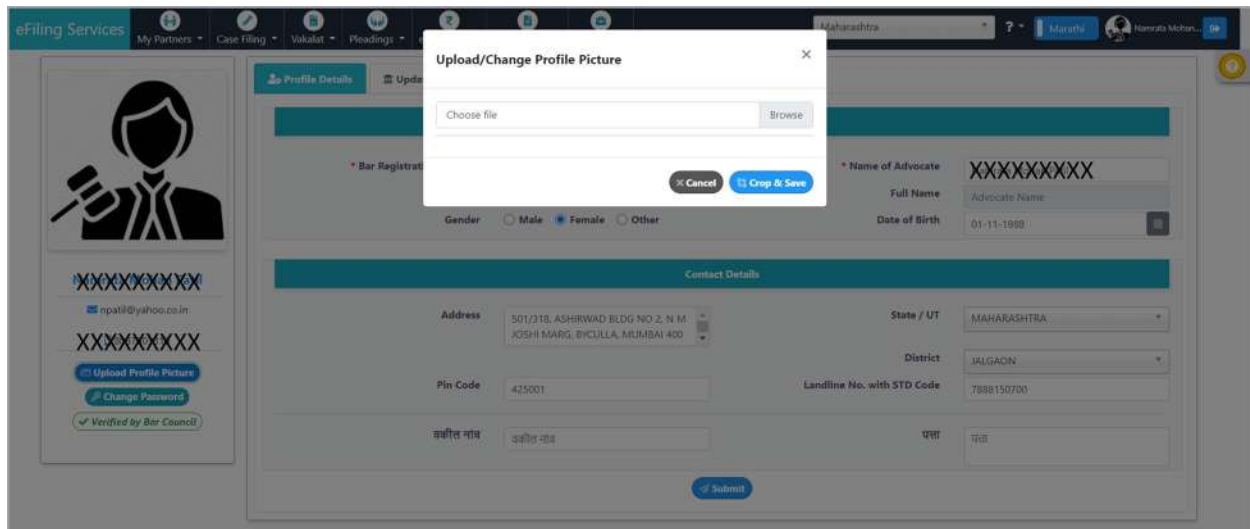 eFiling Services
My Partners
Case Filing
Vakalat
Pleadings
Maharashtra
?
Marathi
Namrata Mohan...
Upload/Change Profile Picture
×
Choose file
Browse
× Cancel
Crop & Save
Profile Details
* Bar Registrat
* Name of Advocate
XXXXXXXXX
Full Name
Advocate Name
Gender
Male
Female
Other
Date of Birth
01-11-1988
XXXXXXXXX
npatil@yahoo.co.in
XXXXXXXXX
Upload Profile Picture
Change Password
Verified by Bar Council
Contact Details
Address
501/318, ASHIRWAD BLDG NO 2, N M
JOSHI MARG, BYCULLA, MUMBAI 400
State / UT
MAHARASHTRA
District
JALGAON
Pin Code
425001
Landline No. with STD Code
7888150700
वकील नांव
वकील नांव
पत्ता
पत्ता
Submit